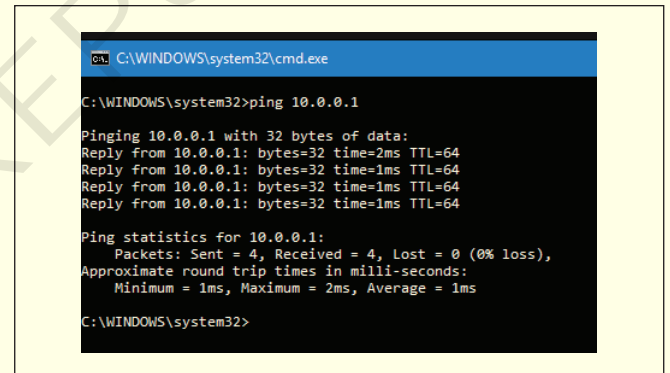 C:\WINDOWS\system32\cmd.exe
C:\WINDOWS\system32>ping 10.0.0.1
Pinging 10.0.0.1 with 32 bytes of data:
Reply from 10.0.0.1: bytes=32 time=2ms TTL=64
Reply from 10.0.0.1: bytes=32 time=1ms TTL=64
Reply from 10.0.0.1: bytes=32 time=1ms TTL=64
Reply from 10.0.0.1: bytes=32 time=1ms TTL=64
Ping statistics for 10.0.0.1:
Packets: Sent = 4, Received = 4, Lost = 0 (0% loss),
Approximate round trip times in milli-seconds:
Minimum = 1ms, Maximum = 2ms, Average = 1ms
C:\WINDOWS\system32>